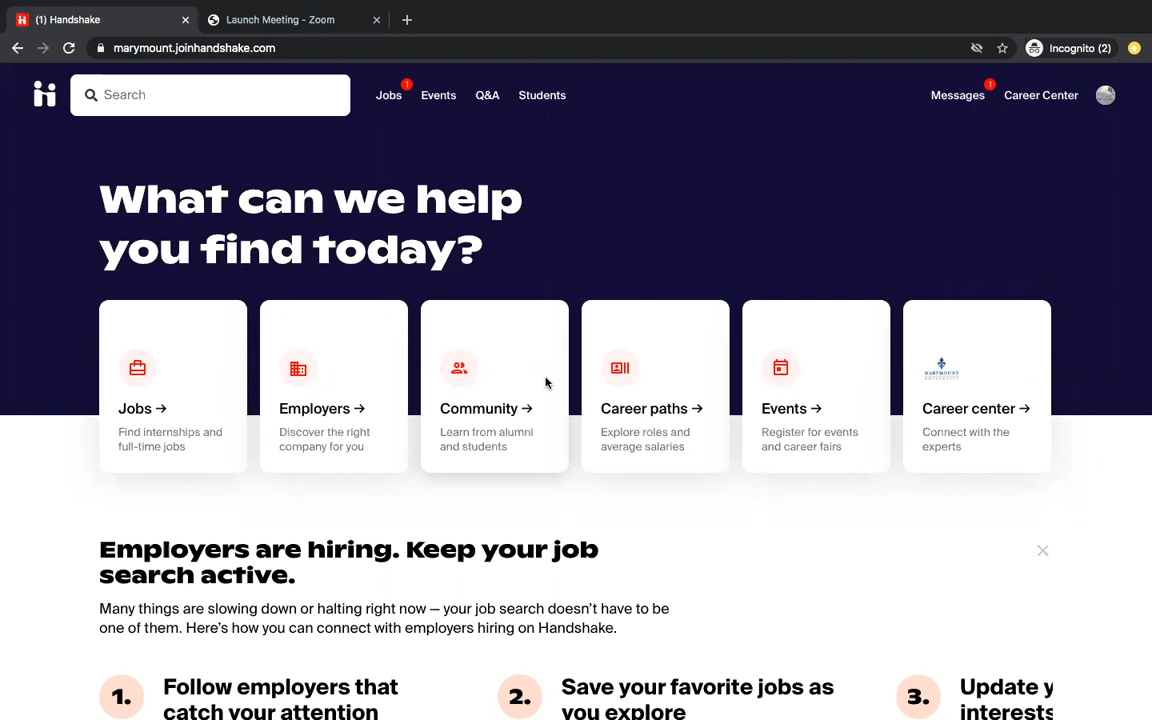 (1) Handshake
Launch Meeting - Zoom
marymount.joinhandshake.com
Incognito (2)
Search
Jobs
1
Events
Q&A
Students
Messages
1
Career Center
What can we help
you find today?
Jobs →
Find internships and
full-time jobs
Employers →
Discover the right
company for you
Community →
Learn from alumni
and students
Career paths →
Explore roles and
average salaries
Events →
Register for events
and career fairs
MARYMOUNT
UNIVERSITY
Career center →
Connect with the
experts
Employers are hiring. Keep your job
search active.
Many things are slowing down or halting right now — your job search doesn't have to be
one of them. Here's how you can connect with employers hiring on Handshake.
1.
Follow employers that
catch your attention
2.
Save your favorite jobs as
you explore
3.
Update y
interests